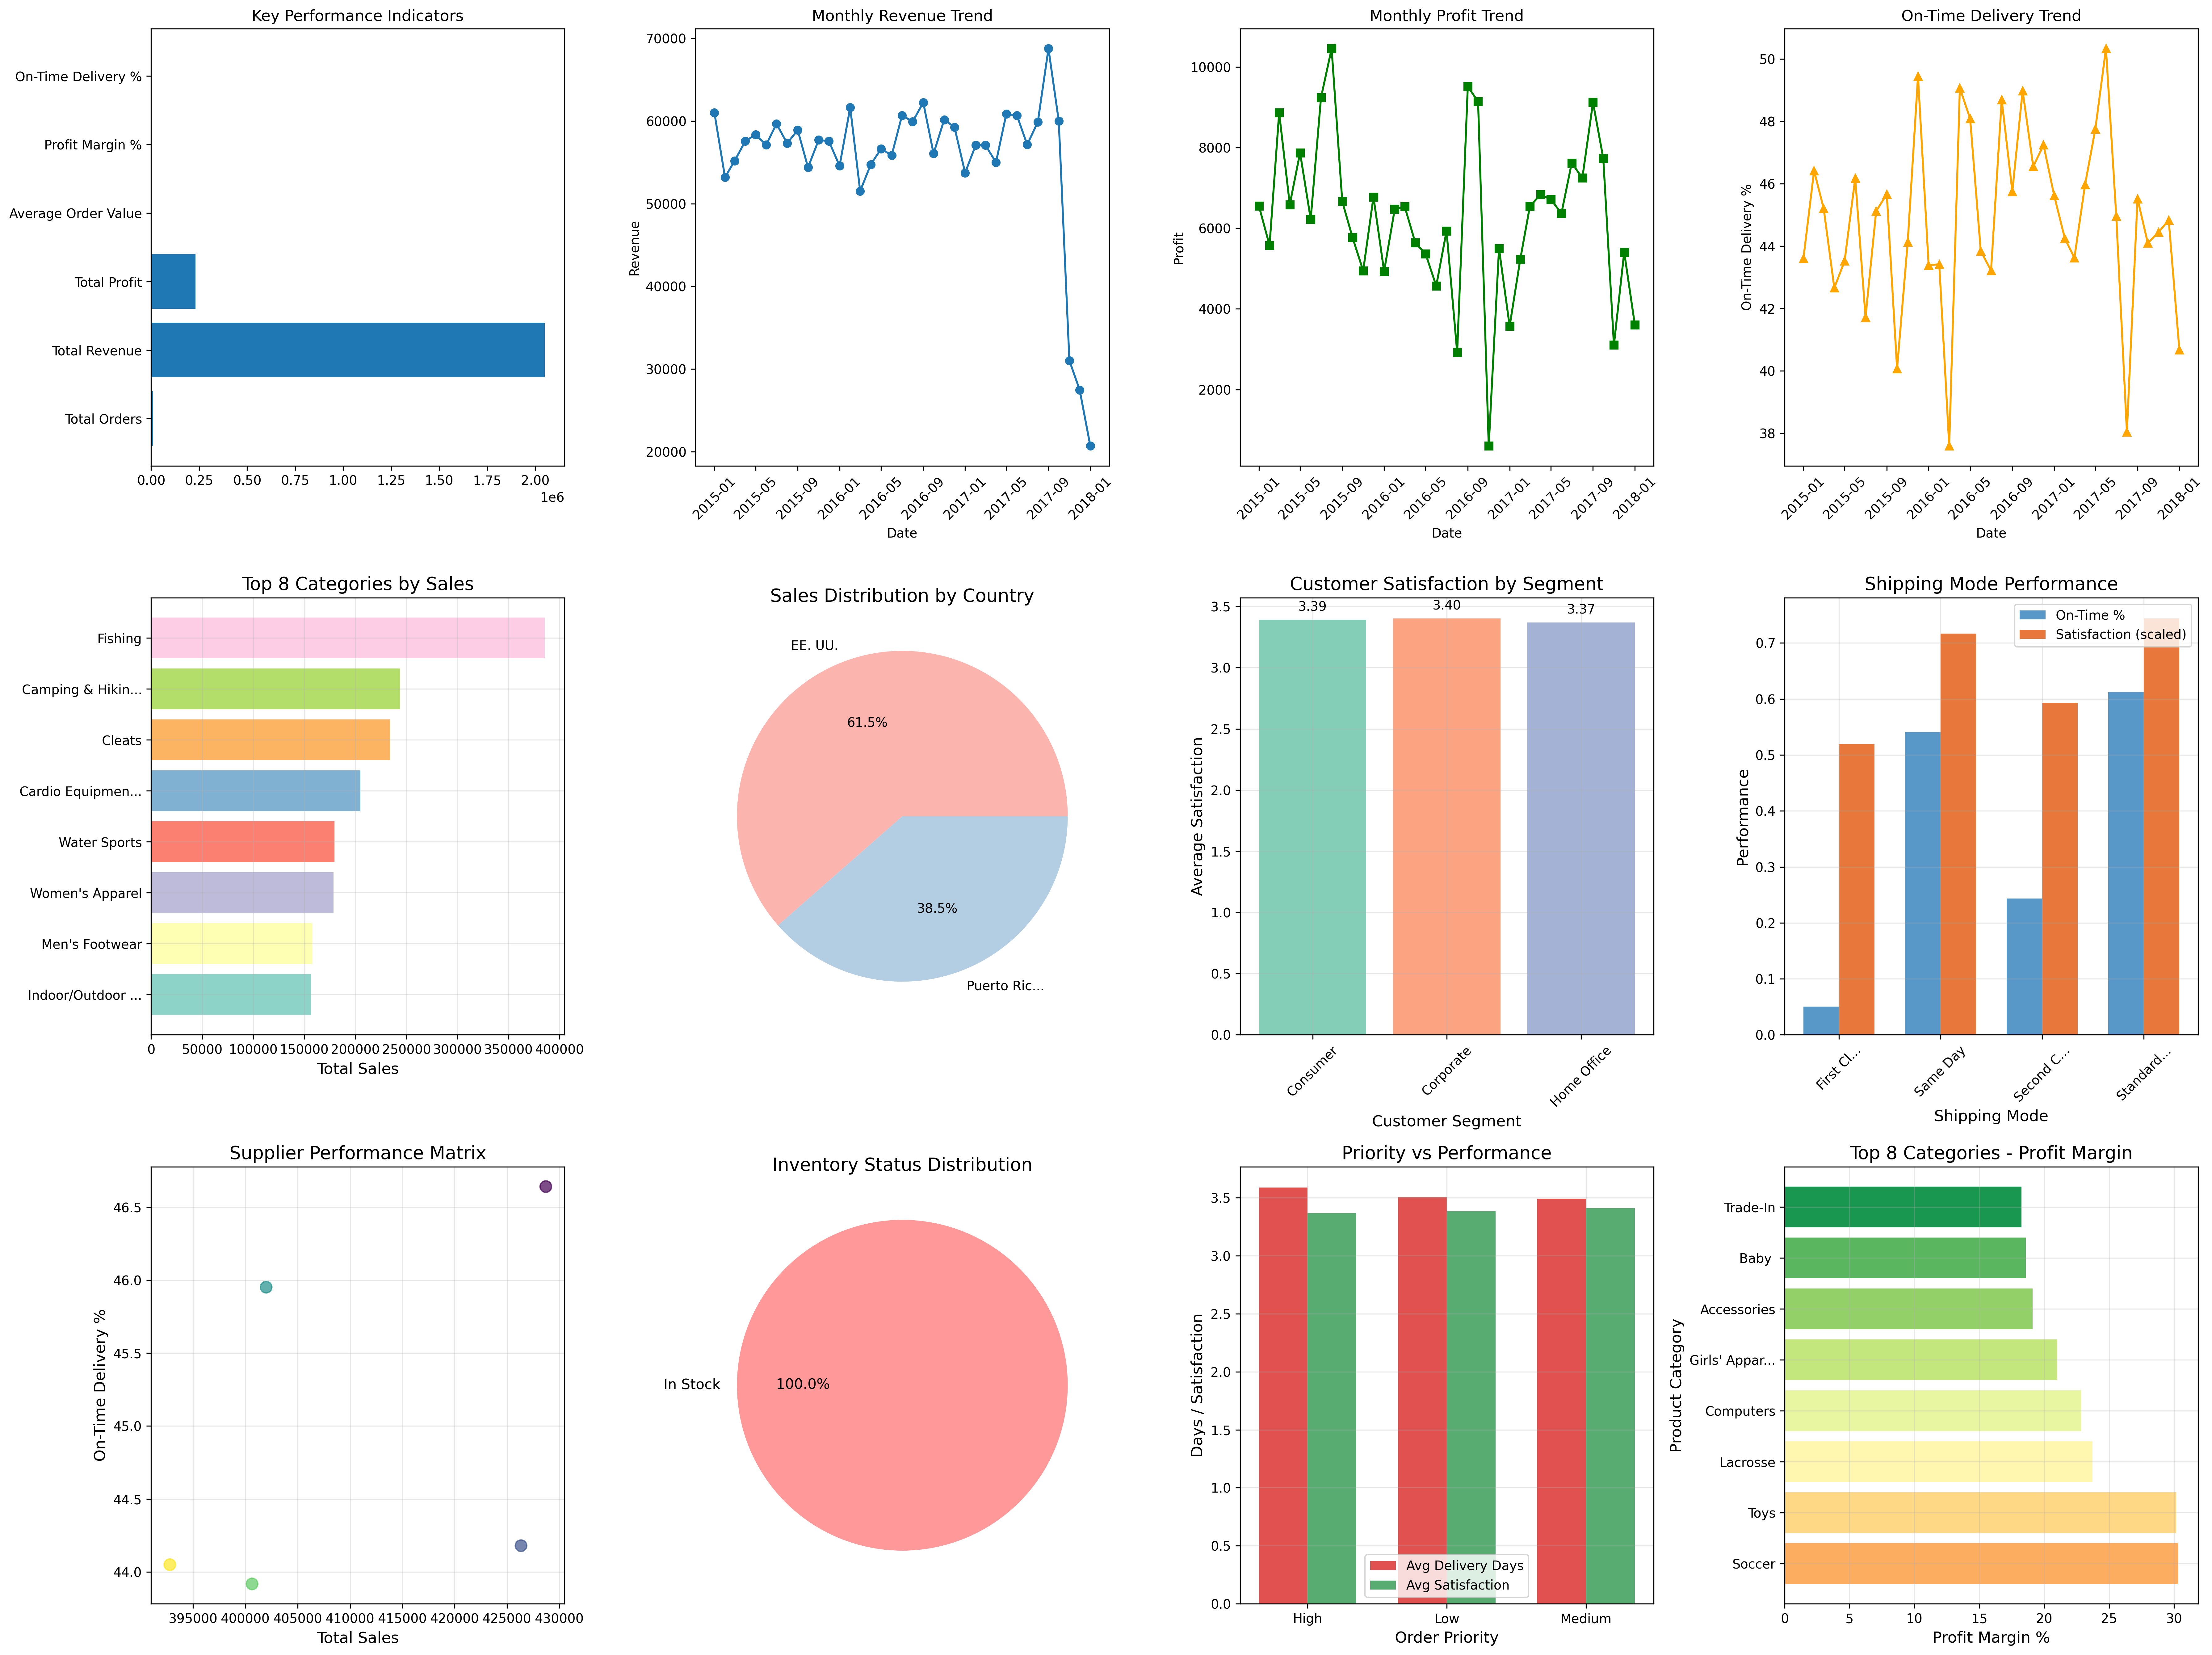 Key Performance Indicators
On-Time Delivery %
Profit Margin %
Average Order Value
Total Profit
Total Revenue
Total Orders
0.00 0.25 0.50 0.75 1.00 1.25 1.50 1.75 2.00
1e6
Monthly Revenue Trend
Revenue
70000
60000
50000
40000
30000
20000
2015-01 2015-05 2015-09 2016-01 2016-05 2016-09 2017-01 2017-05 2017-09 2018-01
Date
Monthly Profit Trend
Profit
10000
8000
6000
4000
2000
2015-01 2015-05 2015-09 2016-01 2016-05 2016-09 2017-01 2017-05 2017-09 2018-01
Date
On-Time Delivery Trend
On-Time Delivery %
50
48
46
44
42
40
38
2015-01 2015-05 2015-09 2016-01 2016-05 2016-09 2017-01 2017-05 2017-09 2018-01
Date
Top 8 Categories by Sales
Fishing
Camping & Hikin...
Cleats
Cardio Equipmen...
Water Sports
Women's Apparel
Men's Footwear
Indoor/Outdoor ...
0 50000 100000 150000 200000 250000 300000 350000 400000
Total Sales
Sales Distribution by Country
EE. UU.
61.5%
38.5%
Puerto Ric...
Customer Satisfaction by Segment
Average Satisfaction
3.39 3.40 3.37
3.5
3.0
2.5
2.0
1.5
1.0
0.5
0.0
Consumer Corporate Home Office
Customer Segment
Shipping Mode Performance
On-Time %
Satisfaction (scaled)
Performance
0.7
0.6
0.5
0.4
0.3
0.2
0.1
0.0
First Cl... Same Day Second C... Standard...
Shipping Mode
Supplier Performance Matrix
On-Time Delivery %
46.5
46.0
45.5
45.0
44.5
44.0
395000 400000 405000 410000 415000 420000 425000 430000
Total Sales
Inventory Status Distribution
In Stock
100.0%
Priority vs Performance
Days / Satisfaction
3.5
3.0
2.5
2.0
1.5
1.0
0.5
0.0
Avg Delivery Days
Avg Satisfaction
High Low Medium
Order Priority
Top 8 Categories - Profit Margin
Product Category
Trade-In
Baby
Accessories
Girls' Appar...
Computers
Lacrosse
Toys
Soccer
0 5 10 15 20 25 30
Profit Margin %